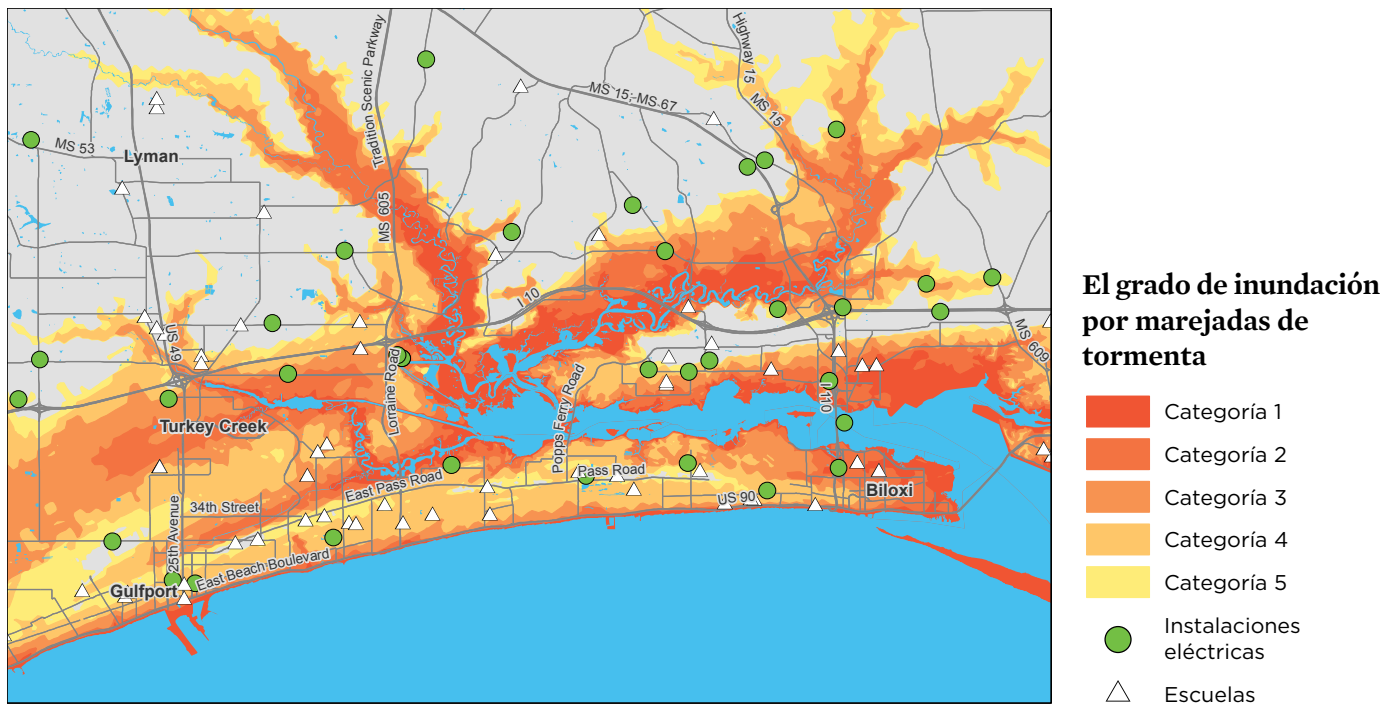 Tradition Scenic Parkway
Highway 15
MS 15; MS 67
MS 15
MS 53
Lyman
MS 605
I 10
US 49
MS 609
Lorraine Road
Popps Ferry Road
I 110
Turkey Creek
East Pass Road
Pass Road
US 90
Biloxi
34th Street
25th Avenue
East Beach Boulevard
Gulfport
El grado de inundación
por marejadas de
tormenta
Categoría 1
Categoría 2
Categoría 3
Categoría 4
Categoría 5
Instalaciones
eléctricas
Escuelas